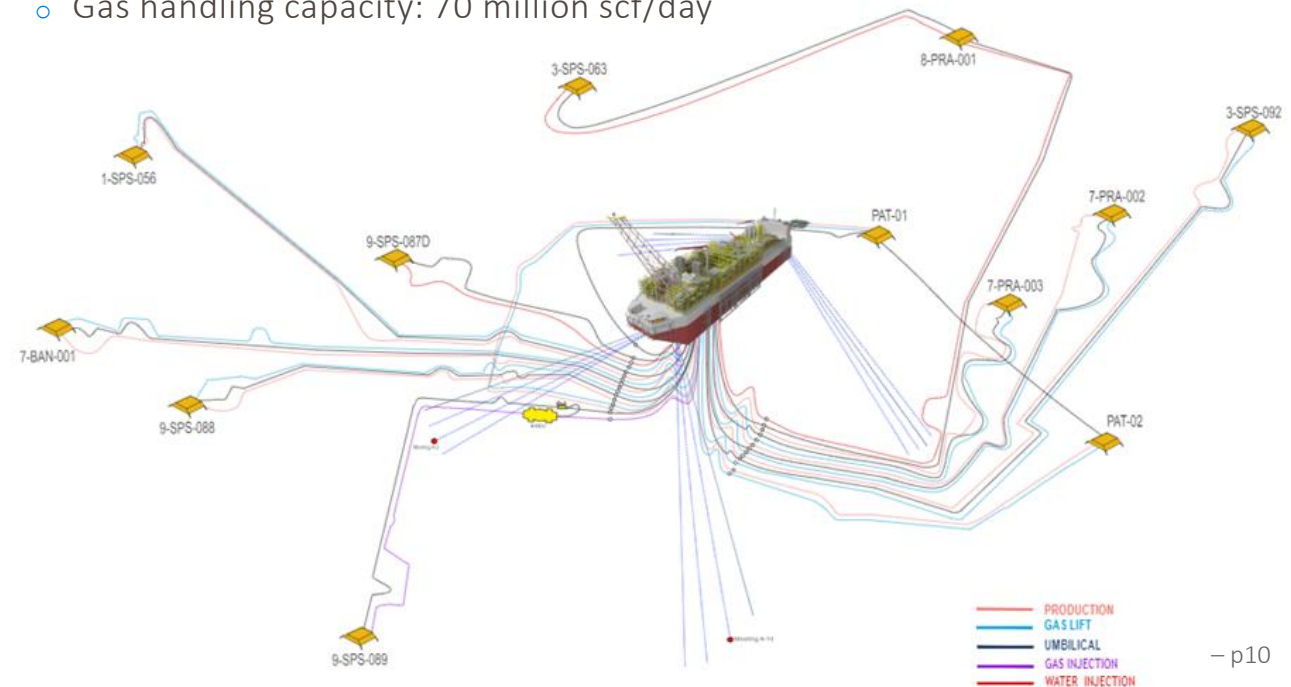 Gas handling capacity: 70 million scf/day
8-PRA-001
3-SPS-063
3-SPS-092
1-SPS-056
7-PRA-002
PAT-01
9-SPS-087D
7-PRA-003
7-BAN-001
9-SPS-088
PAT-02
9-SPS-089
PRODUCTION
GAS LIFT
UMBILICAL
GAS INJECTION
WATER INJECTION
– p10